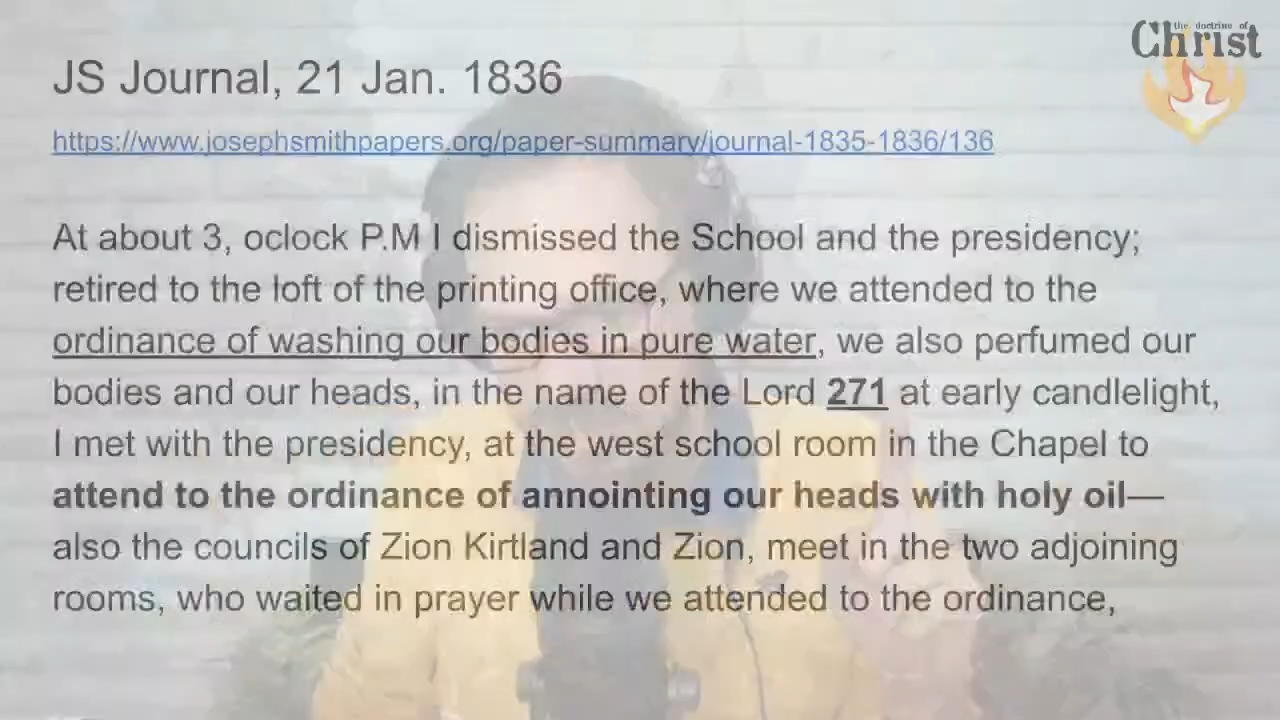 the doctrine of
Christ
JS Journal, 21 Jan. 1836
https://www.josephsmithpapers.org/paper-summary/journal-1835-1836/136
At about 3, oclock P.M I dismissed the School and the presidency;
retired to the loft of the printing office, where we attended to the
ordinance of washing our bodies in pure water, we also perfumed our
bodies and our heads, in the name of the Lord 271 at early candlelight,
I met with the presidency, at the west school room in the Chapel to
attend to the ordinance of annointing our heads with holy oil—
also the councils of Zion Kirtland and Zion, meet in the two adjoining
rooms, who waited in prayer while we attended to the ordinance,